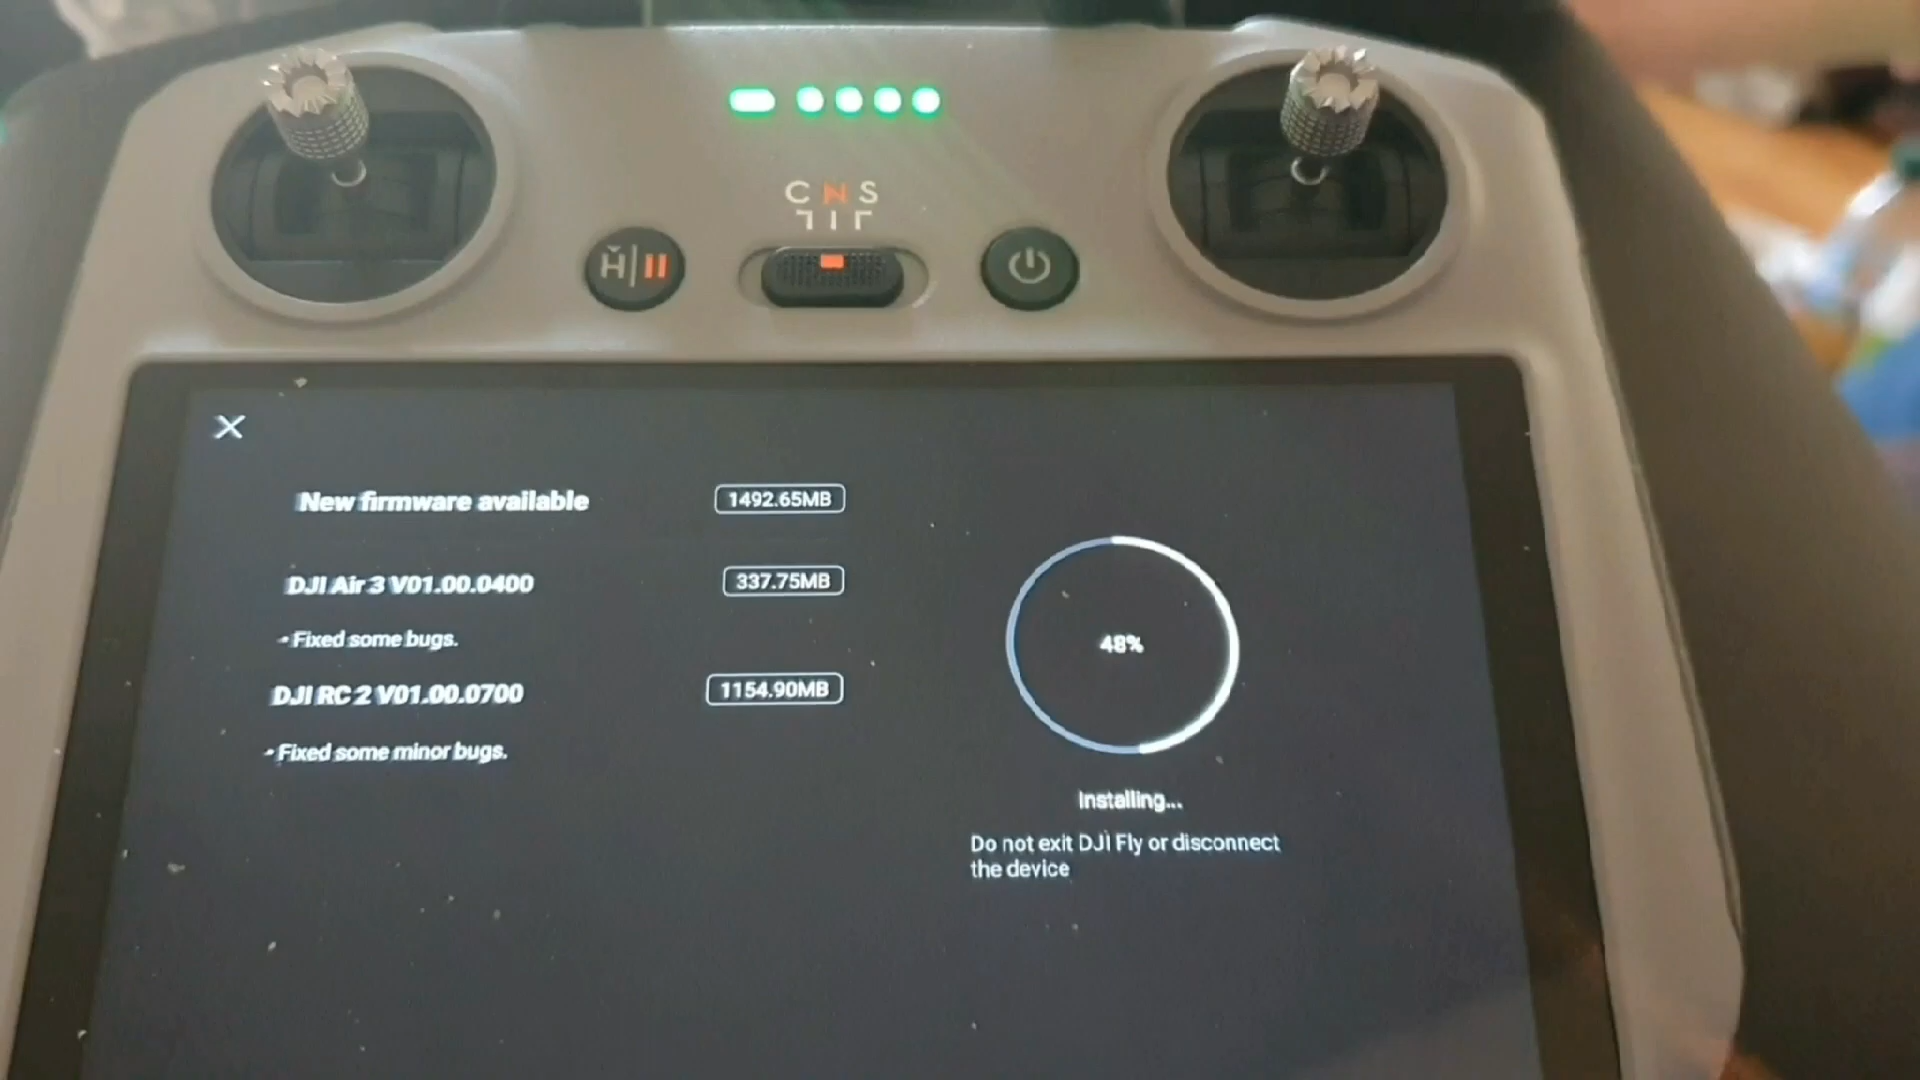 C N S
H
X
New firmware available 1492.65MB
DJI Air 3 V01.00.0400 337.75MB
- Fixed some bugs.
DJI RC 2 V01.00.0700 1154.90MB
- Fixed some minor bugs.
48%
Installing...
Do not exit DJI Fly or disconnect
the device